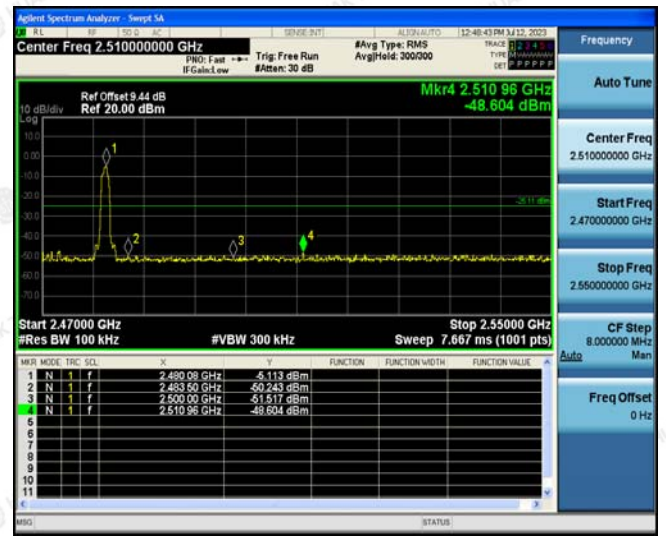 Agilent Spectrum Analyzer - Swept SA
RL RF 50 Ω AC SENSE:INT ALIGNAUTO 12:48:43 PM Jul 12, 2023
Center Freq 2.510000000 GHz
#Avg Type: RMS
TRACE 1 2 3 4 5 6
PNO: Fast Trig: Free Run Avg|Hold: 300/300
TYPE
IFGain:Low #Atten: 30 dB
DET P P P P P P
Mkr4 2.510 96 GHz
-48.604 dBm
Ref Offset 9.44 dB
10 dB/div Ref 20.00 dBm
Log
10.0
0.00
-20.0
-30.0
-40.0
-50.0
-60.0
-70.0
1
2
3
4
Start 2.47000 GHz Stop 2.55000 GHz
#Res BW 100 kHz #VBW 300 kHz Sweep 7.667 ms (1001 pts)
MKR MODE TRC SCL X Y FUNCTION FUNCTION WIDTH FUNCTION VALUE
1 N 1 f 2.480 08 GHz -5.113 dBm
2 N 1 f 2.483 50 GHz -50.243 dBm
3 N 1 f 2.500 00 GHz -51.517 dBm
4 N 1 f 2.510 96 GHz -48.604 dBm
5
6
7
8
9
10
11
MSG STATUS
Frequency
Auto Tune
Center Freq
2.510000000 GHz
Start Freq
2.470000000 GHz
Stop Freq
2.550000000 GHz
CF Step
8.000000 MHz
Auto Man
Freq Offset
0 Hz